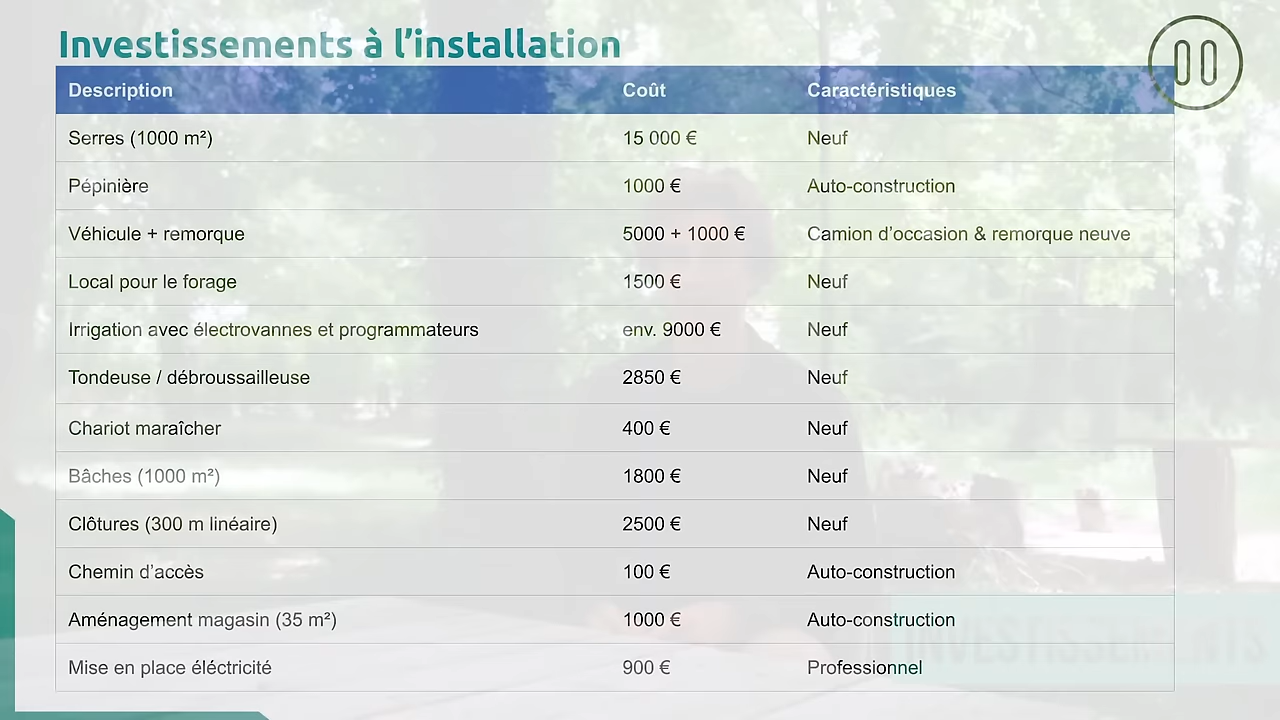 Investissements à l’installation
Description Coût Caractéristiques
Serres (1000 m²) 15 000 € Neuf
Pépinière 1000 € Auto-construction
Véhicule + remorque 5000 + 1000 € Camion d’occasion & remorque neuve
Local pour le forage 1500 € Neuf
Irrigation avec électrovannes et programmateurs env. 9000 € Neuf
Tondeuse / débroussailleuse 2850 € Neuf
Chariot maraîcher 400 € Neuf
Bâches (1000 m²) 1800 € Neuf
Clôtures (300 m linéaire) 2500 € Neuf
Chemin d’accès 100 € Auto-construction
Aménagement magasin (35 m²) 1000 € Auto-construction
Mise en place éléctricité 900 € Professionnel
INVESTISSEMENTS